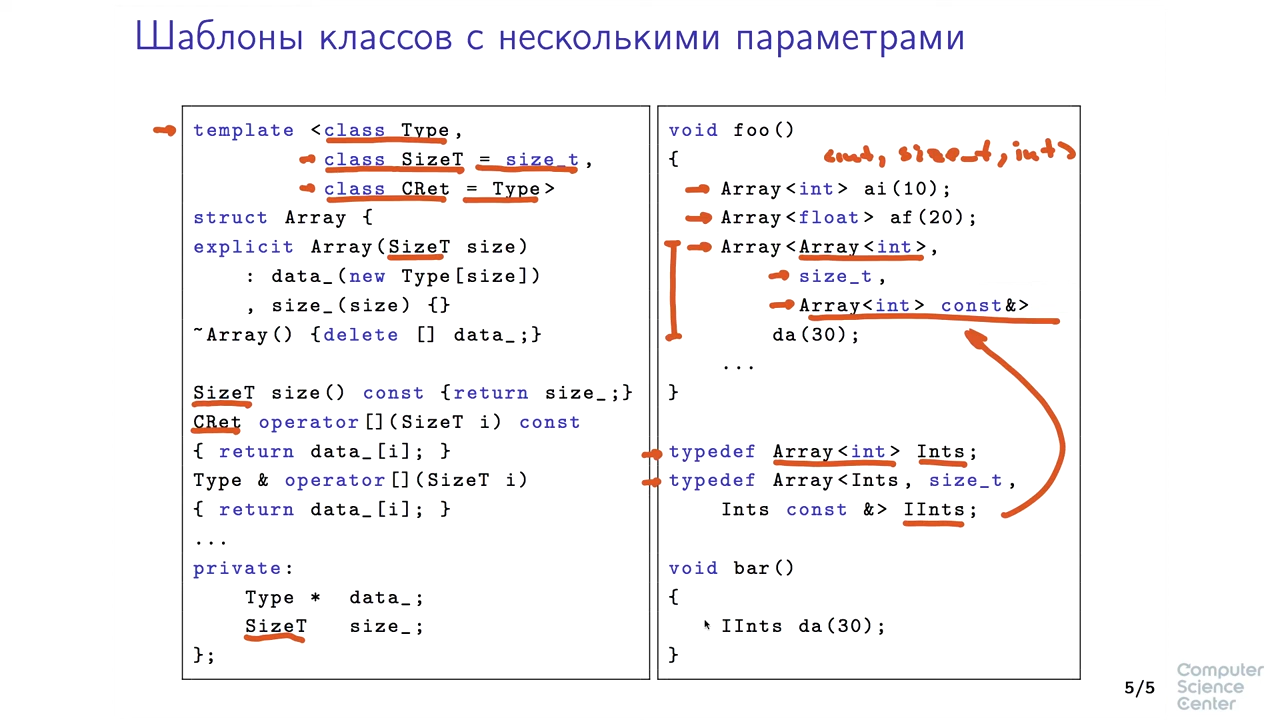 Шаблоны классов с несколькими параметрами
template <class Type,
class SizeT = size_t,
class CRet = Type>
struct Array {
explicit Array(SizeT size)
: data_(new Type[size])
, size_(size) {}
~Array() {delete [] data_;}
SizeT size() const {return size_;}
CRet operator[](SizeT i) const
{ return data_[i]; }
Type & operator[](SizeT i)
{ return data_[i]; }
...
private:
Type * data_;
SizeT size_;
};
void foo()
{
int, size_t, int>
Array<int> ai(10);
Array<float> af(20);
Array<Array<int>,
size_t,
Array<int> const&>
da(30);
...
}
typedef Array<int> Ints;
typedef Array<Ints, size_t,
Ints const &> IInts;
void bar()
{
IInts da(30);
}
5/5
Computer
Science
Center